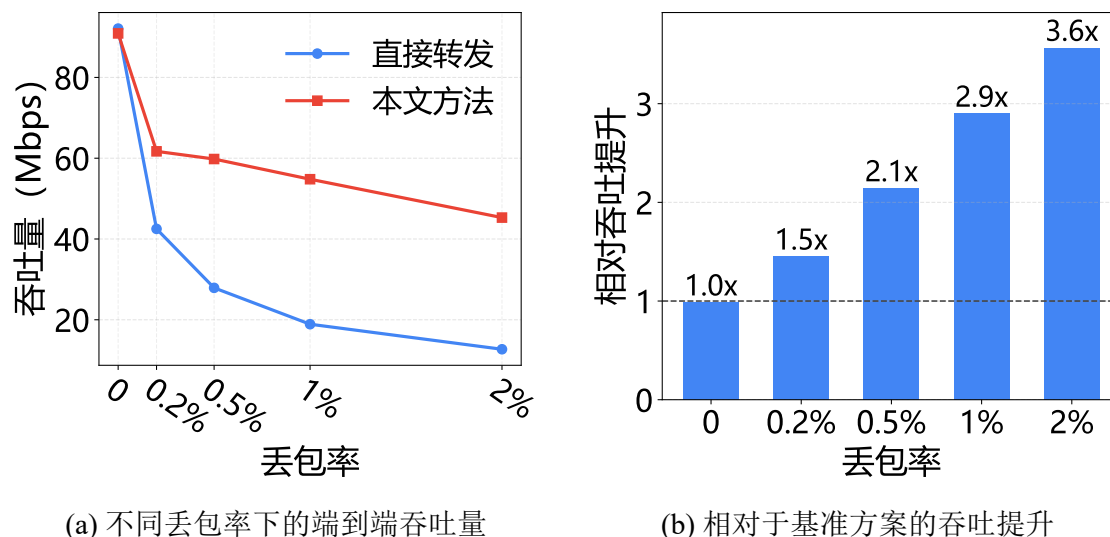 吞吐量 (Mbps)
80
60
40
20
直接转发
本文方法
0
0.2%
0.5%
1%
2%
丢包率
(a) 不同丢包率下的端到端吞吐量
相对吞吐提升
3
2
1
0
1.0x
1.5x
2.1x
2.9x
3.6x
0
0.2%
0.5%
1%
2%
丢包率
(b) 相对于基准方案的吞吐提升